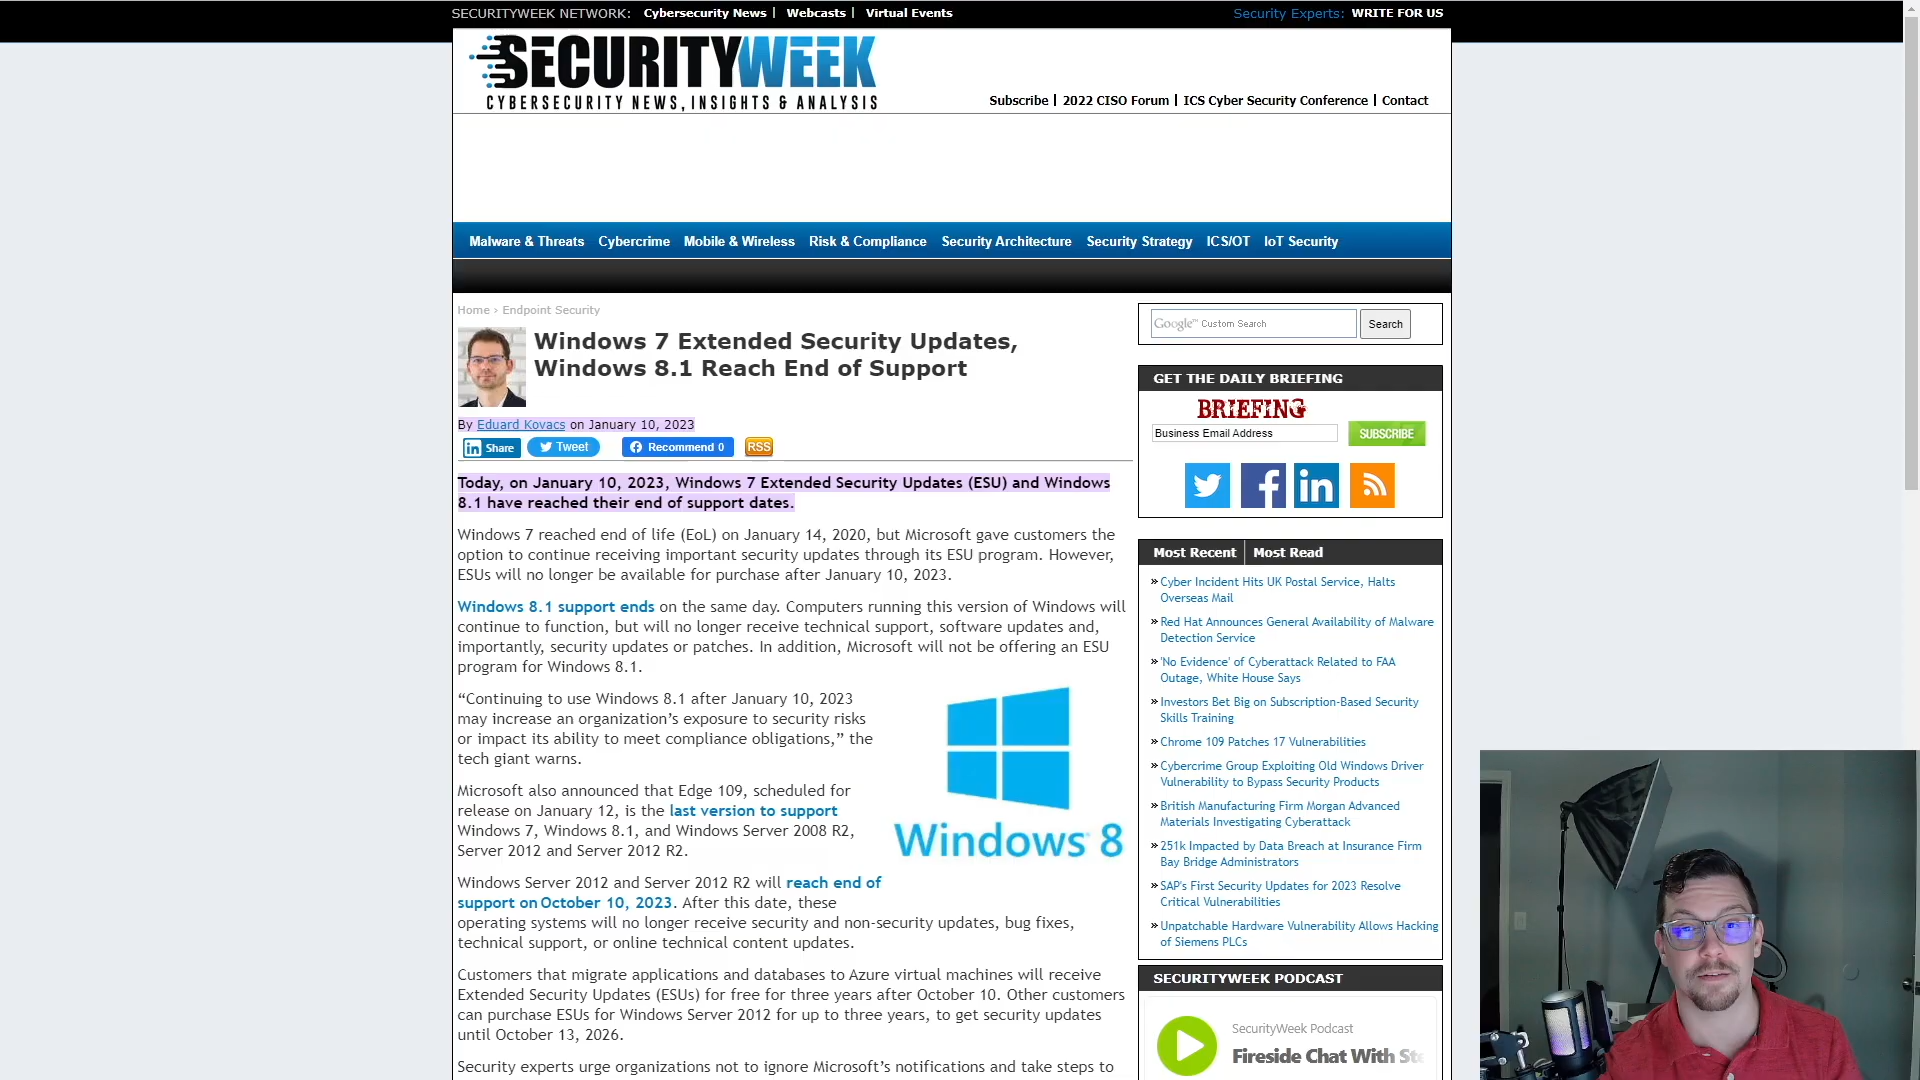 SECURITYWEEK NETWORK: Cybersecurity News | Webcasts | Virtual Events
Security Experts: WRITE FOR US
SECURITYWEEK
CYBERSECURITY NEWS, INSIGHTS & ANALYSIS
Subscribe | 2022 CISO Forum | ICS Cyber Security Conference | Contact
Malware & Threats Cybercrime Mobile & Wireless Risk & Compliance Security Architecture Security Strategy ICS/OT IoT Security
Home › Endpoint Security
Windows 7 Extended Security Updates,
Windows 8.1 Reach End of Support
By Eduard Kovacs on January 10, 2023
in Share Tweet Recommend 0 RSS
Today, on January 10, 2023, Windows 7 Extended Security Updates (ESU) and Windows
8.1 have reached their end of support dates.
Windows 7 reached end of life (EoL) on January 14, 2020, but Microsoft gave customers the
option to continue receiving important security updates through its ESU program. However,
ESUs will no longer be available for purchase after January 10, 2023.
Windows 8.1 support ends on the same day. Computers running this version of Windows will
continue to function, but will no longer receive technical support, software updates and,
importantly, security updates or patches. In addition, Microsoft will not be offering an ESU
program for Windows 8.1.
“Continuing to use Windows 8.1 after January 10, 2023
may increase an organization’s exposure to security risks
or impact its ability to meet compliance obligations,” the
tech giant warns.
Microsoft also announced that Edge 109, scheduled for
release on January 12, is the last version to support
Windows 7, Windows 8.1, and Windows Server 2008 R2,
Server 2012 and Server 2012 R2.
Windows 8
Windows Server 2012 and Server 2012 R2 will reach end of
support on October 10, 2023. After this date, these
operating systems will no longer receive security and non-security updates, bug fixes,
technical support, or online technical content updates.
Customers that migrate applications and databases to Azure virtual machines will receive
Extended Security Updates (ESUs) for free for three years after October 10. Other customers
can purchase ESUs for Windows Server 2012 for up to three years, to get security updates
until October 13, 2026.
Security experts urge organizations not to ignore Microsoft’s notifications and take steps to
Google™ Custom Search Search
GET THE DAILY BRIEFING
BRIEFING
Business Email Address SUBSCRIBE
f in
Most Recent Most Read
» Cyber Incident Hits UK Postal Service, Halts
Overseas Mail
» Red Hat Announces General Availability of Malware
Detection Service
» 'No Evidence' of Cyberattack Related to FAA
Outage, White House Says
» Investors Bet Big on Subscription-Based Security
Skills Training
» Chrome 109 Patches 17 Vulnerabilities
» Cybercrime Group Exploiting Old Windows Driver
Vulnerability to Bypass Security Products
» British Manufacturing Firm Morgan Advanced
Materials Investigating Cyberattack
» 251k Impacted by Data Breach at Insurance Firm
Bay Bridge Administrators
» SAP's First Security Updates for 2023 Resolve
Critical Vulnerabilities
» Unpatchable Hardware Vulnerability Allows Hacking
of Siemens PLCs
SECURITYWEEK PODCAST
SecurityWeek Podcast
Fireside Chat With